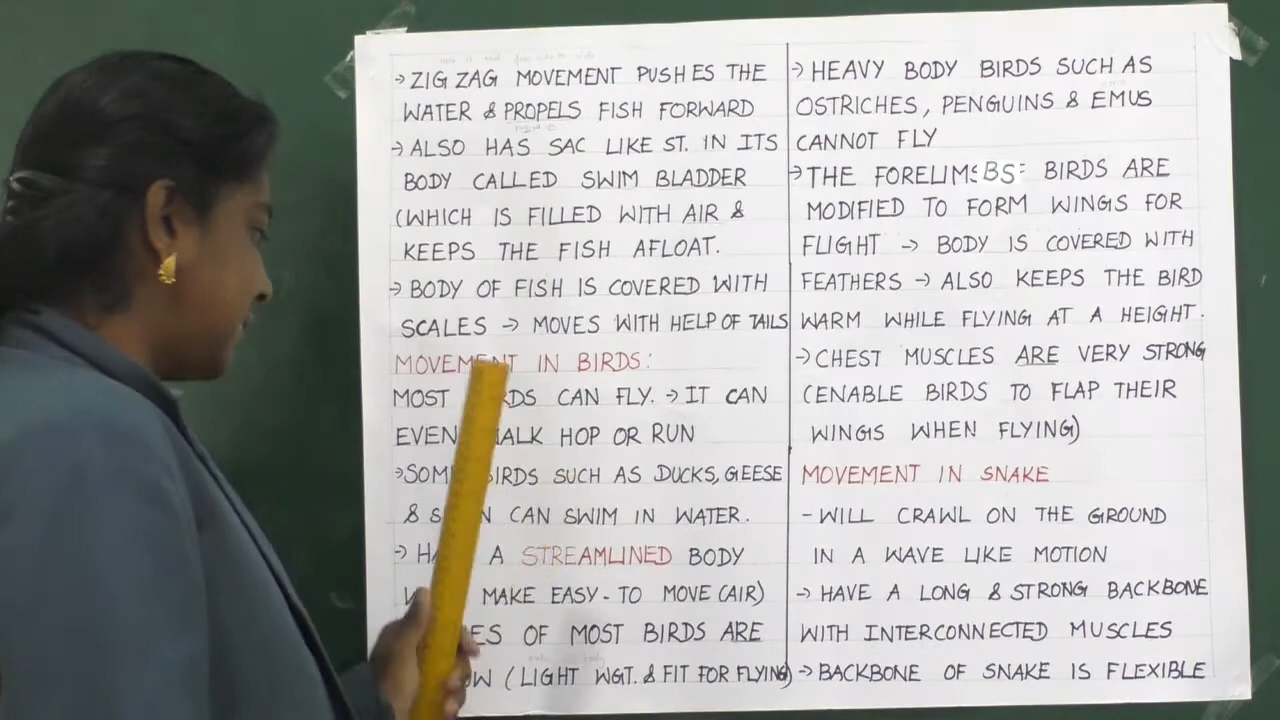 → ZIG ZAG MOVEMENT PUSHES THE
WATER & PROPELS FISH FORWARD
→ ALSO HAS SAC LIKE ST. IN ITS
BODY CALLED SWIM BLADDER
(WHICH IS FILLED WITH AIR &
KEEPS THE FISH AFLOAT.
→ BODY OF FISH IS COVERED WITH
SCALES → MOVES WITH HELP OF TAILS
MOVEMENT IN BIRDS:
MOST CAN FLY. → IT CAN
EVEN HOP OR RUN
→ SUCH AS DUCKS, GEESE
& CAN SWIM IN WATER.
→ A STREAMLINED BODY
MAKE EASY - TO MOVE (AIR)
OF MOST BIRDS ARE
(LIGHT WGT. & FIT FOR FLYING)
→ HEAVY BODY BIRDS SUCH AS
OSTRICHES, PENGUINS & EMUS
CANNOT FLY
→ THE FORELIMBS BIRDS ARE
MODIFIED TO FORM WINGS FOR
FLIGHT → BODY IS COVERED WITH
FEATHERS → ALSO KEEPS THE BIRD
WARM WHILE FLYING AT A HEIGHT.
→ CHEST MUSCLES ARE VERY STRONG
(ENABLE BIRDS TO FLAP THEIR
WINGS WHEN FLYING)
MOVEMENT IN SNAKE
- WILL CRAWL ON THE GROUND
IN A WAVE LIKE MOTION
→ HAVE A LONG & STRONG BACKBONE
WITH INTERCONNECTED MUSCLES
→ BACKBONE OF SNAKE IS FLEXIBLE